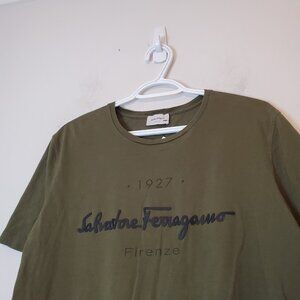 · 1927 ·
Salvatore Ferragamo
Firenze